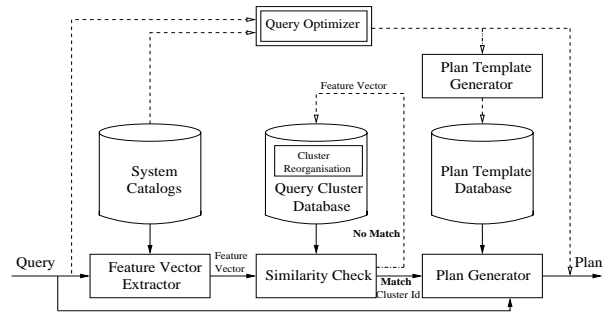 Query Optimizer
Plan Template
Generator
Feature Vector
System
Catalogs
Cluster
Reorganisation
Query Cluster
Database
Plan Template
Database
No Match
Query
Feature Vector
Extractor
Feature
Vector
Similarity Check
Match
Cluster Id
Plan Generator
Plan